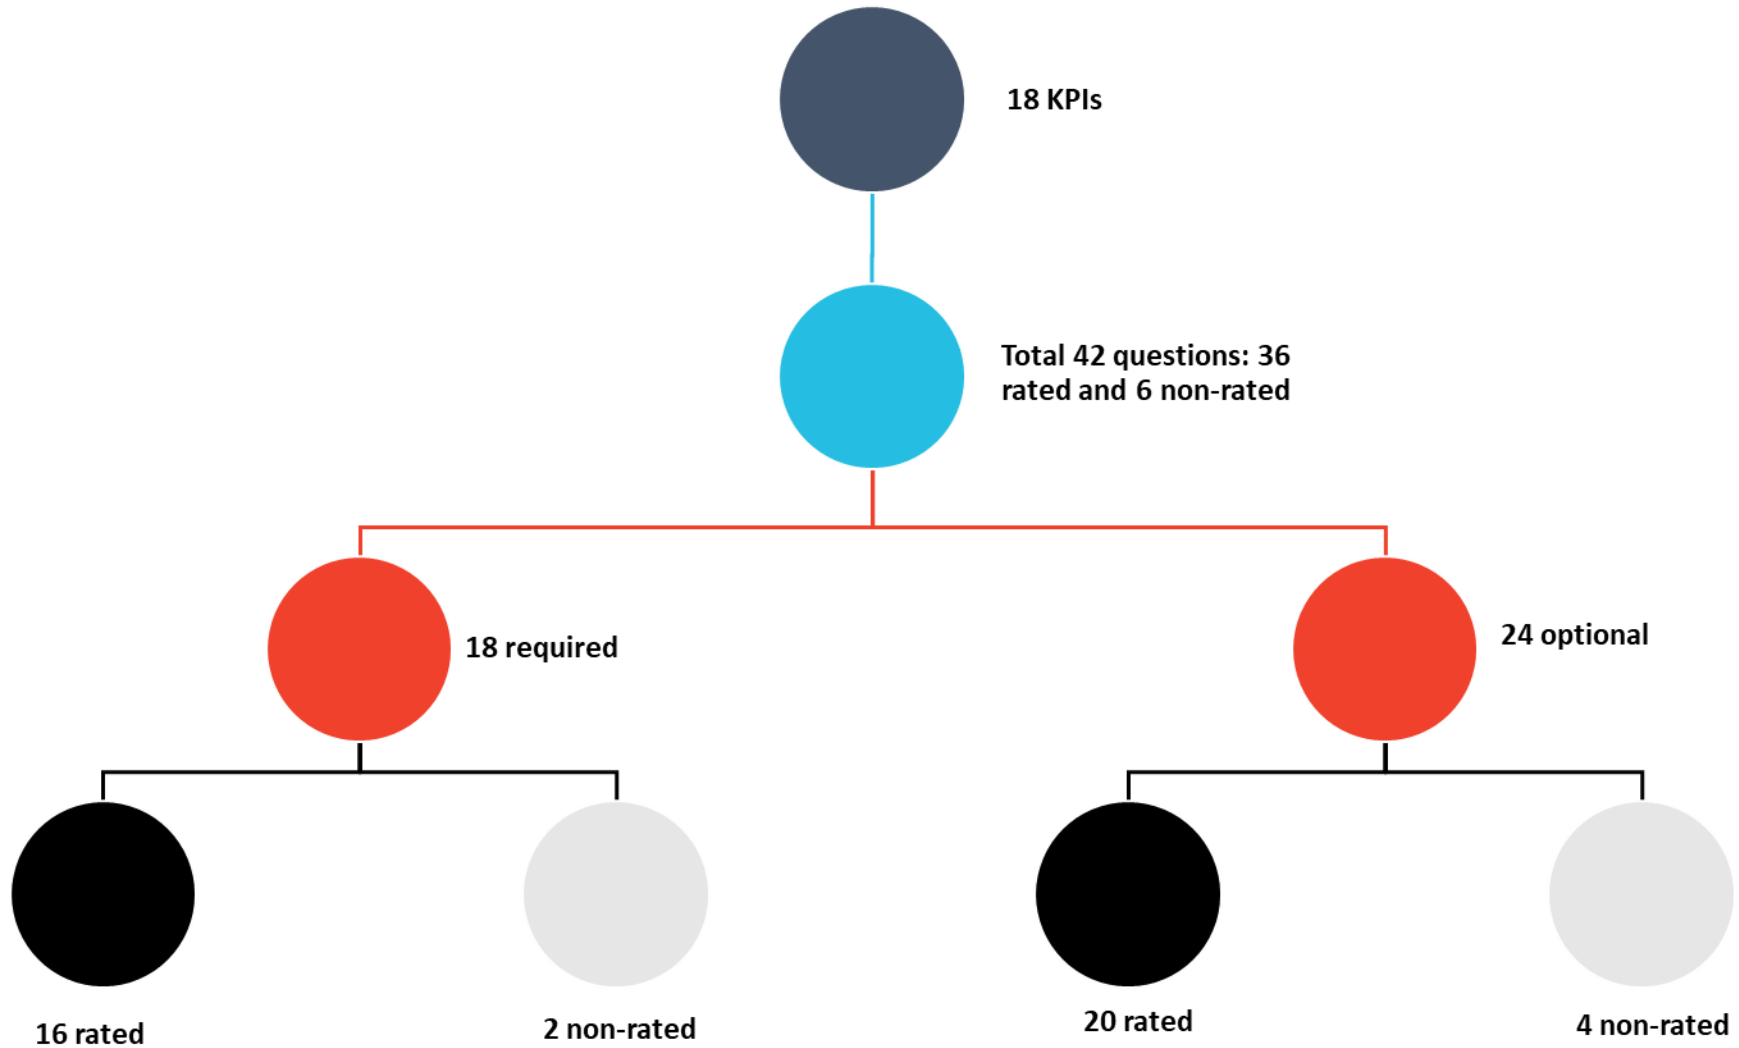 18 KPIs
Total 42 questions: 36
rated and 6 non-rated
18 required
24 optional
16 rated
2 non-rated
20 rated
4 non-rated